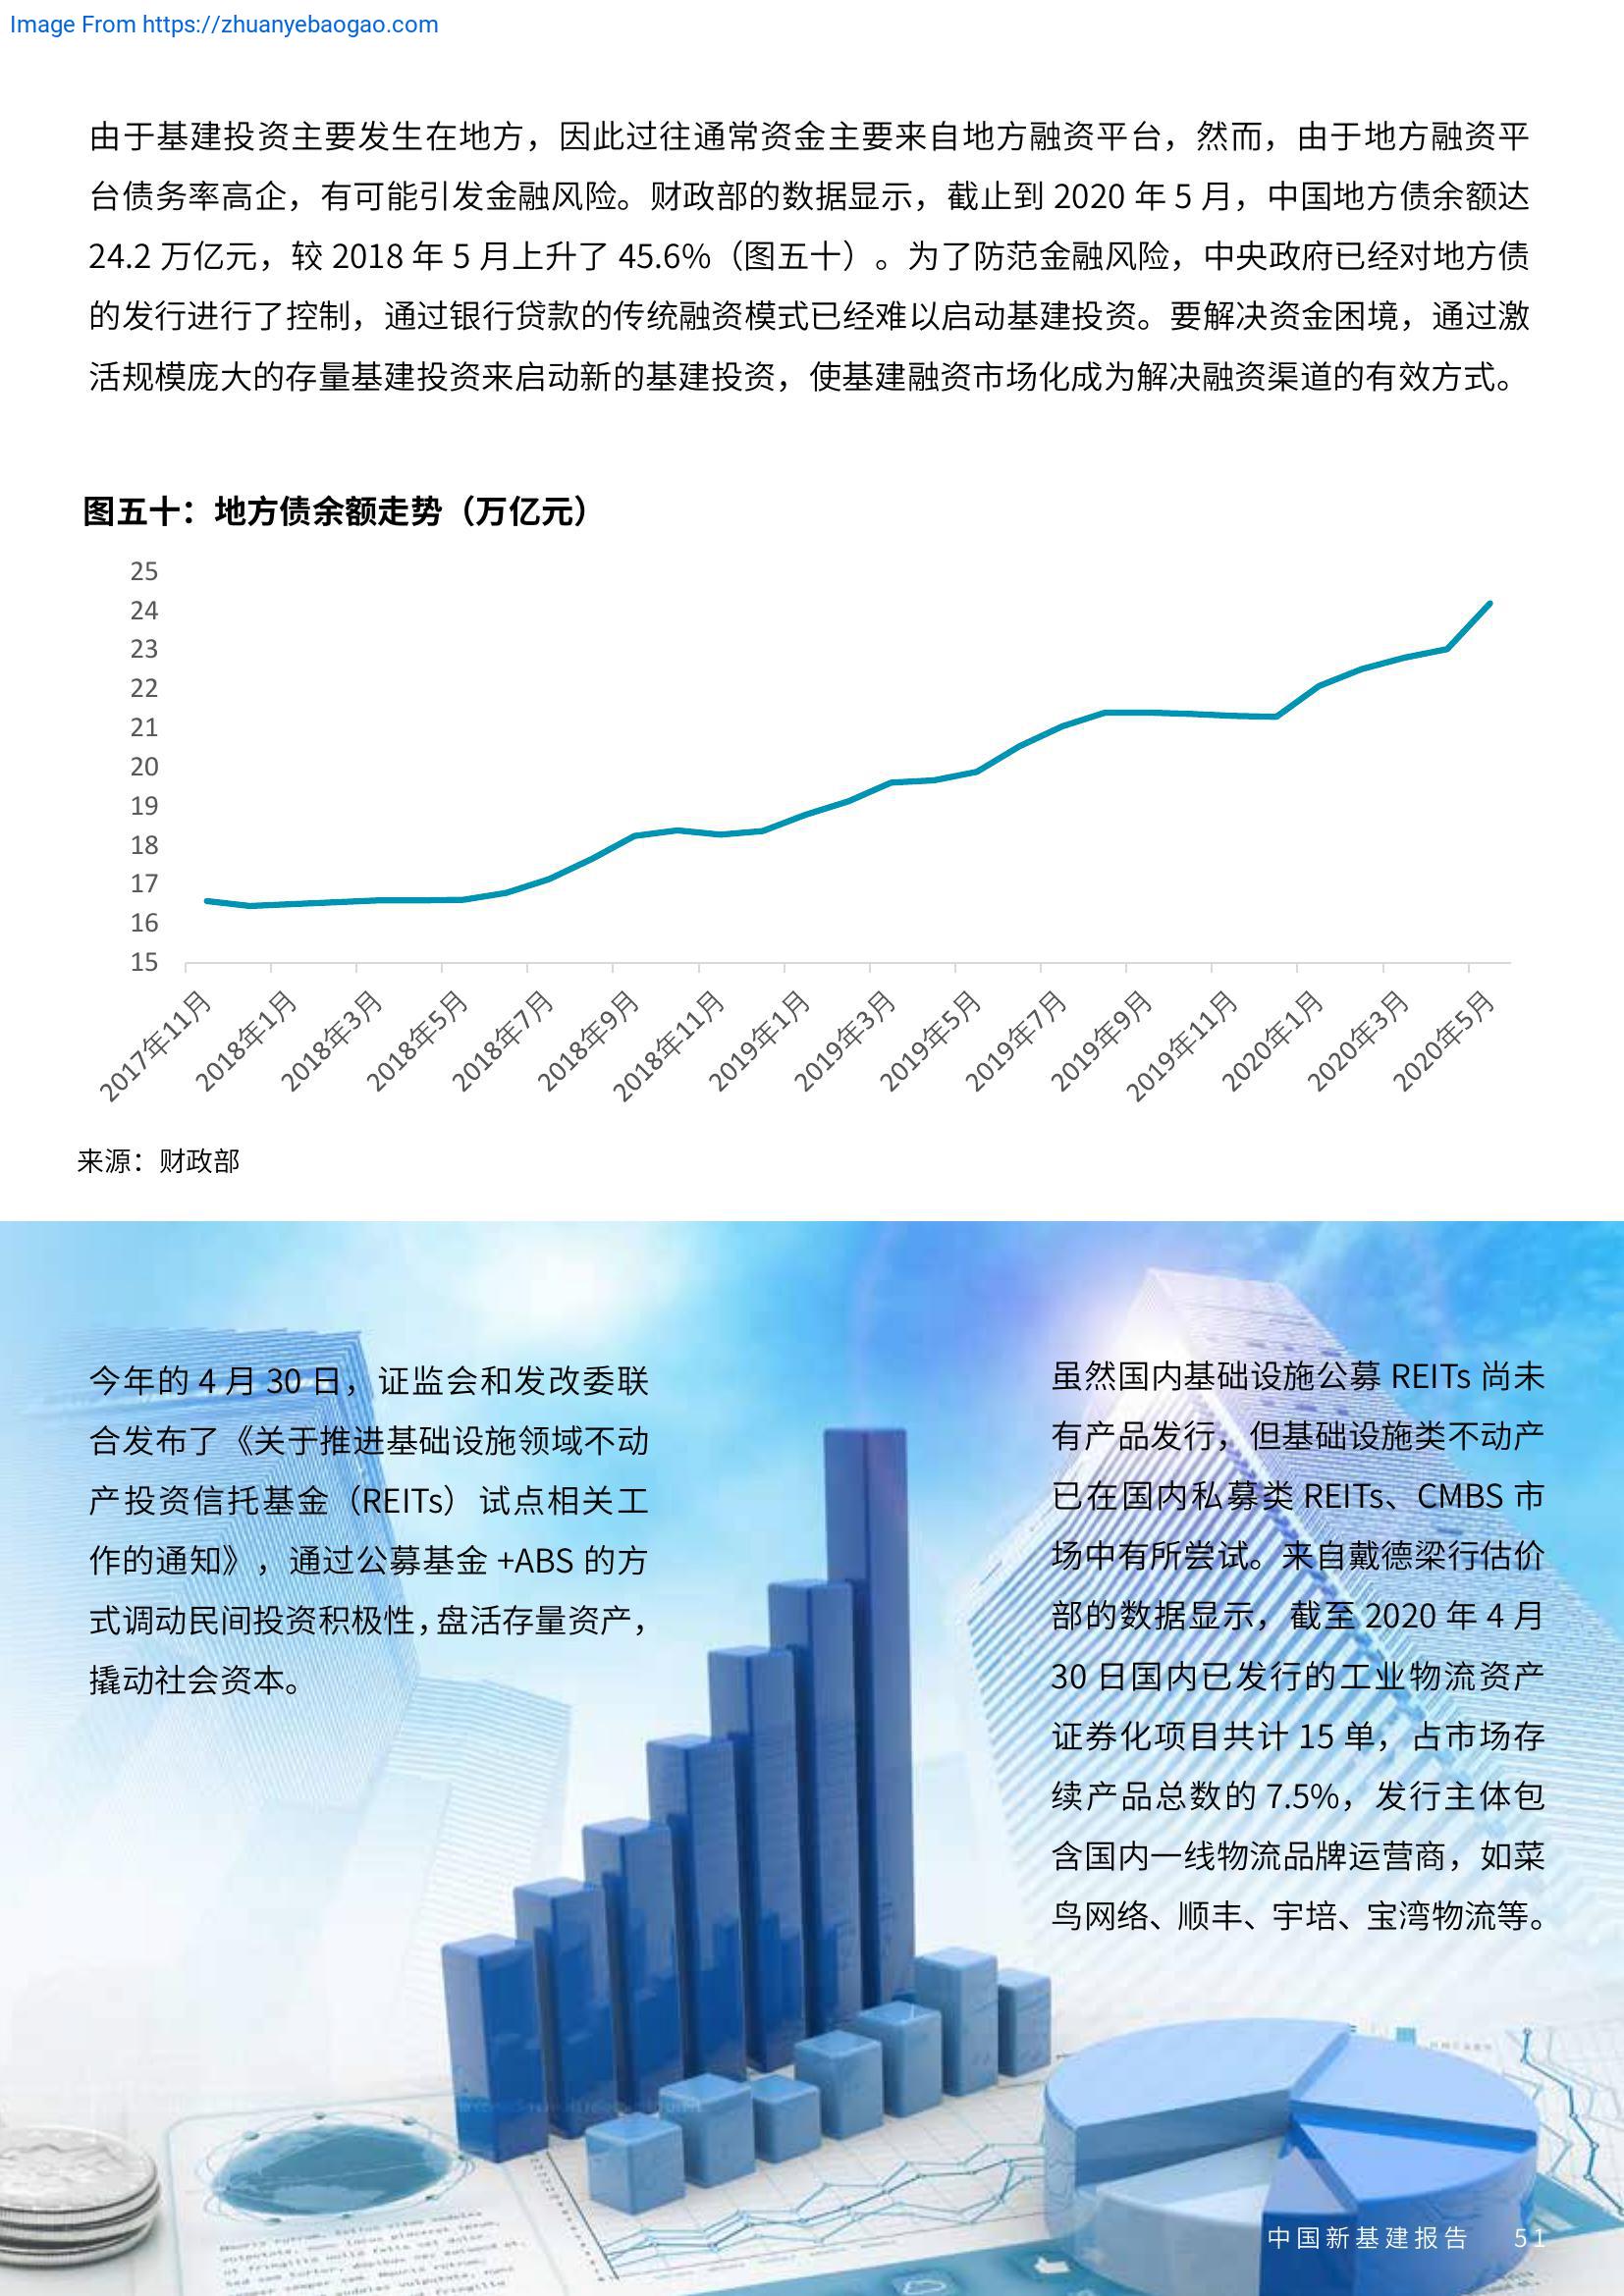 Image From https://zhuanyebaogao.com
由于基建投资主要发生在地方，因此过往通常资金主要来自地方融资平台，然而，由于地方融资平
台债务率高企，有可能引发金融风险。财政部的数据显示，截止到 2020 年 5 月，中国地方债余额达
24.2 万亿元，较 2018 年 5 月上升了 45.6%（图五十）。为了防范金融风险，中央政府已经对地方债
的发行进行了控制，通过银行贷款的传统融资模式已经难以启动基建投资。要解决资金困境，通过激
活规模庞大的存量基建投资来启动新的基建投资，使基建融资市场化成为解决融资渠道的有效方式。
图五十：地方债余额走势（万亿元）
25
24
23
22
21
20
19
18
17
16
15
2017年11月
2018年1月
2018年3月
2018年5月
2018年7月
2018年9月
2018年11月
2019年1月
2019年3月
2019年5月
2019年7月
2019年9月
2019年11月
2020年1月
2020年3月
2020年5月
来源：财政部
今年的 4 月 30 日，证监会和发改委联
合发布了《关于推进基础设施领域不动
产投资信托基金（REITs）试点相关工
作的通知》，通过公募基金 +ABS 的方
式调动民间投资积极性，盘活存量资产，
撬动社会资本。
虽然国内基础设施公募 REITs 尚未
有产品发行，但基础设施类不动产
已在国内私募类 REITs、CMBS 市
场中有所尝试。来自戴德梁行估价
部的数据显示，截至 2020 年 4 月
30 日国内已发行的工业物流资产
证券化项目共计 15 单，占市场存
续产品总数的 7.5%，发行主体包
含国内一线物流品牌运营商，如菜
鸟网络、顺丰、宇培、宝湾物流等。
中国新基建报告 51